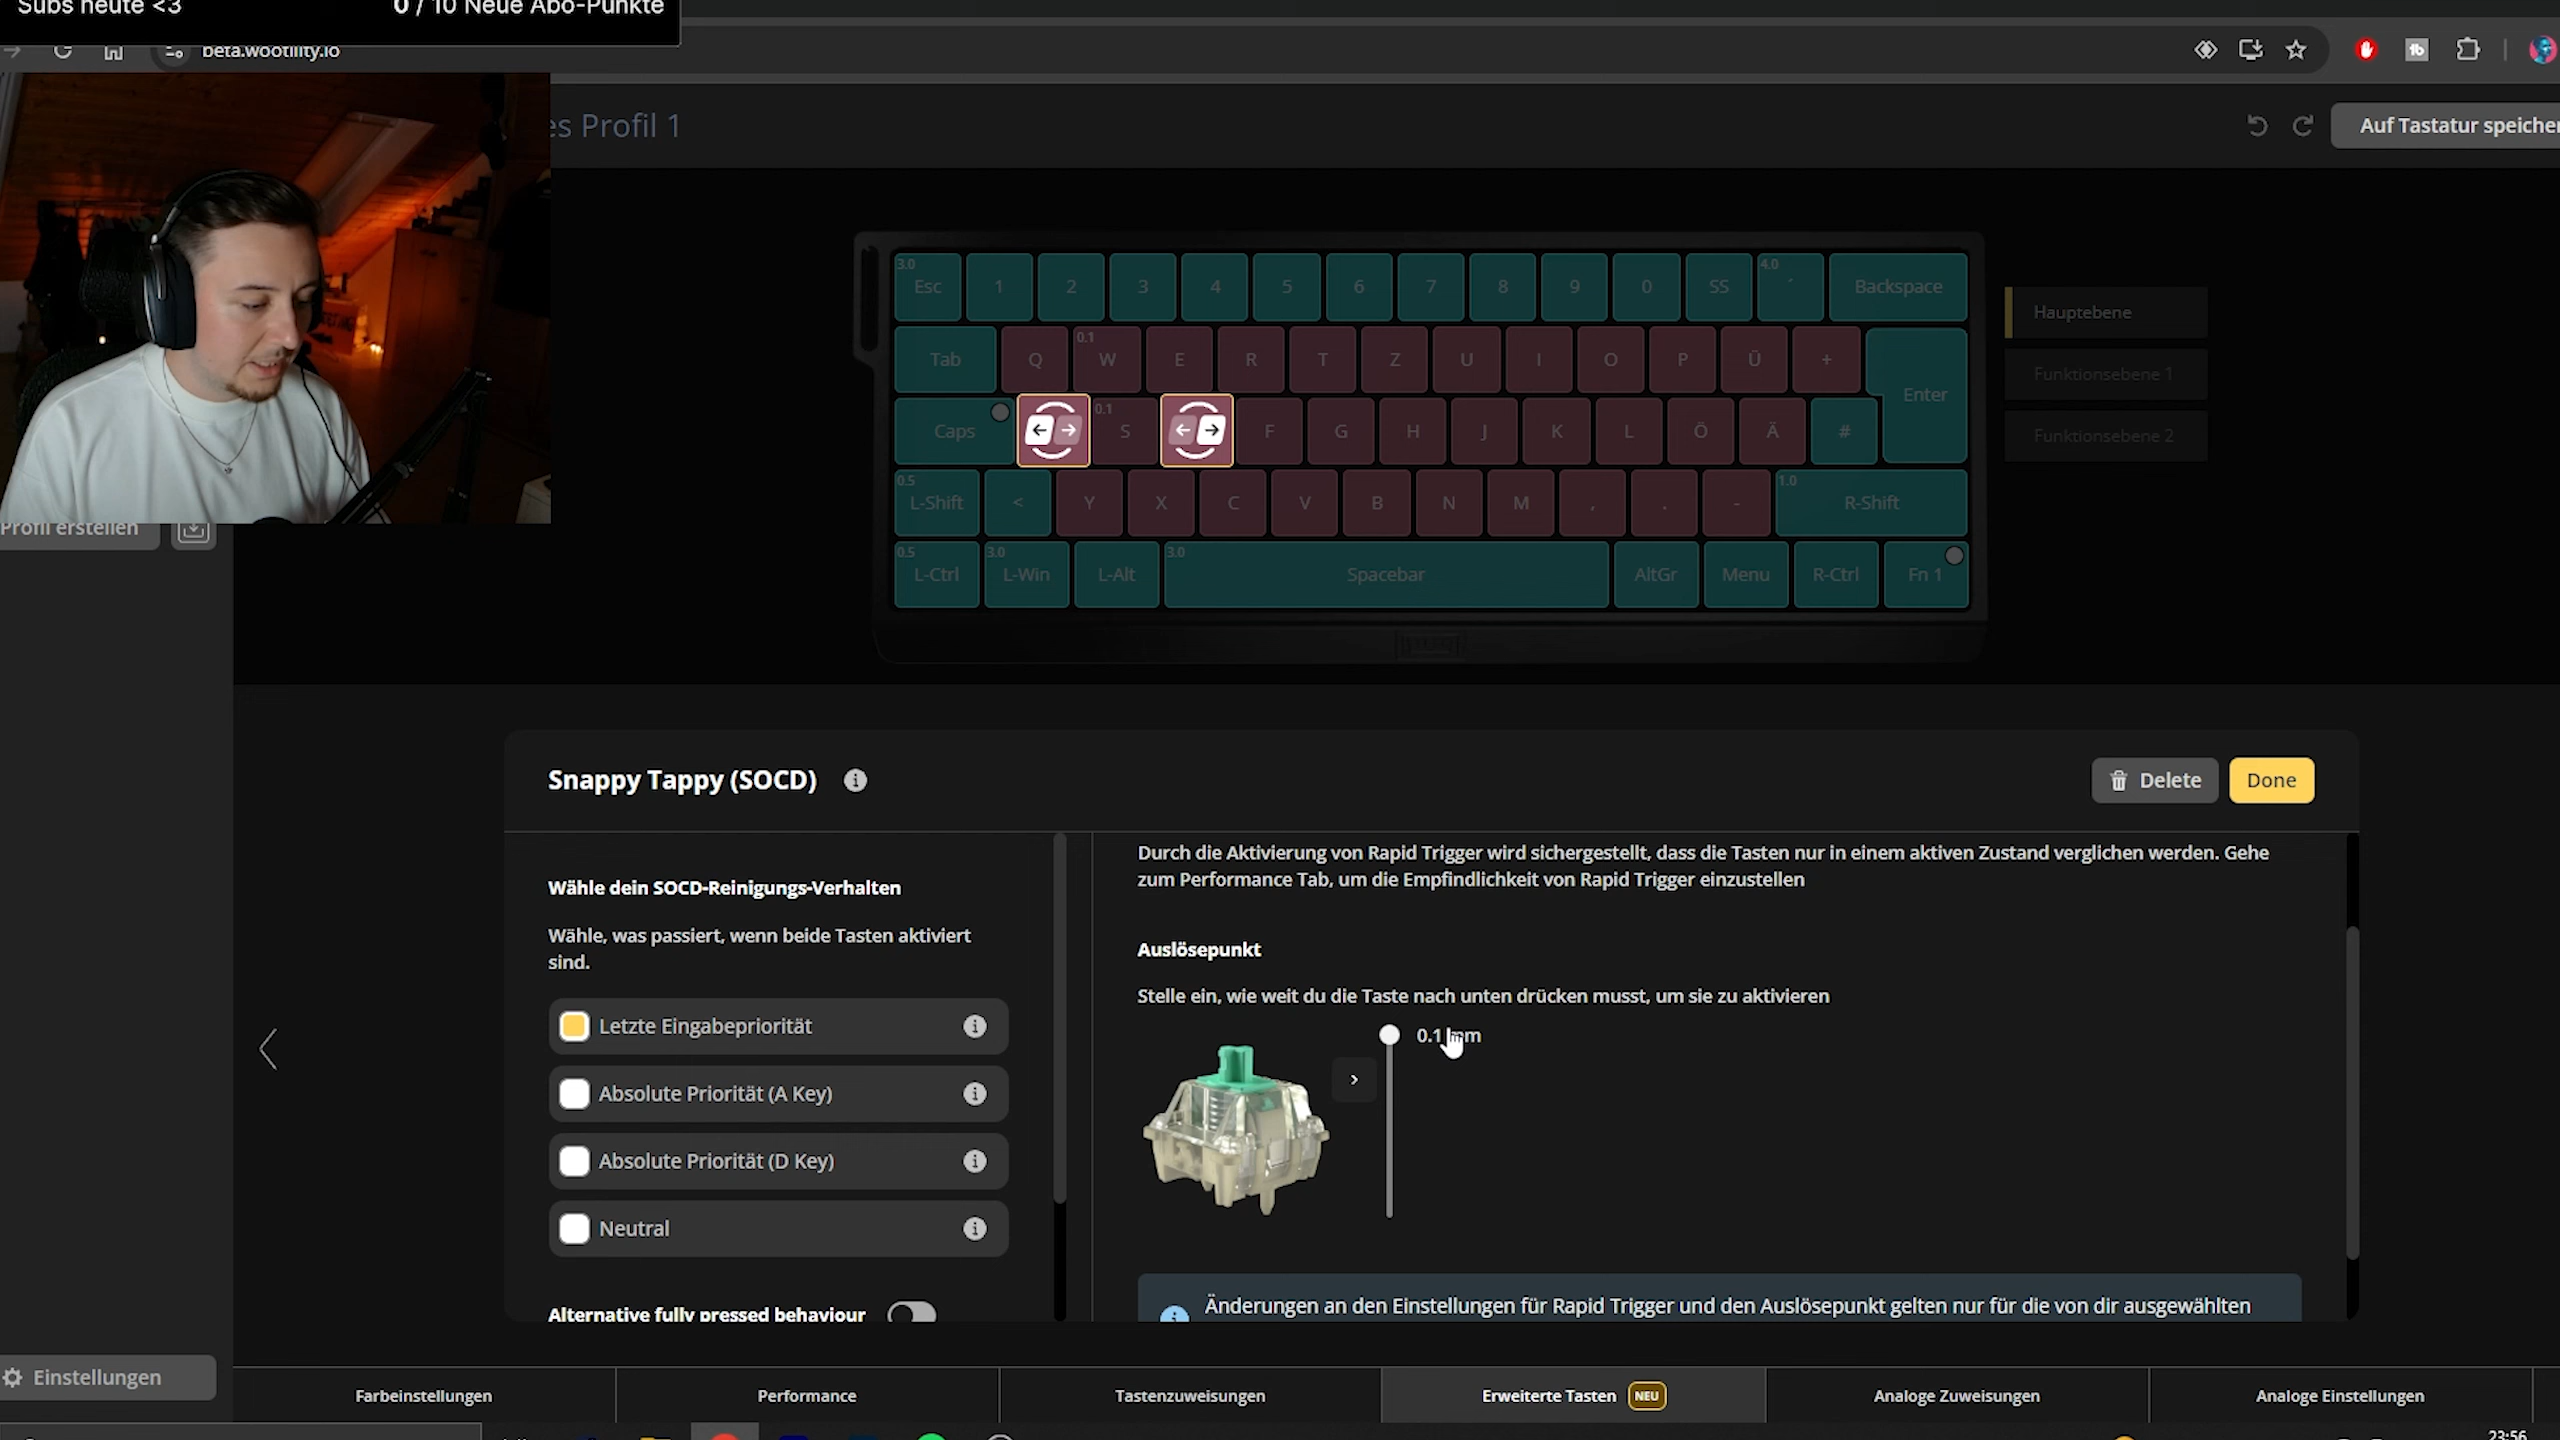 Subs heute <3
0 / 10 Neue Abo-Punkte
beta.wootility.io
es Profil 1
Auf Tastatur speicher
3.0
Esc
1
2
3
4
5
6
7
8
9
0
SS
4.0
´
Backspace
Tab
Q
0.1
W
E
R
T
Z
U
I
O
P
Ü
+
Enter
Caps
0.1
S
F
G
H
J
K
L
Ö
Ä
#
0.5
L-Shift
<
Y
X
C
V
B
N
M
,
.
-
1.0
R-Shift
0.5
L-Ctrl
3.0
L-Win
L-Alt
3.0
Spacebar
AltGr
Menu
R-Ctrl
Fn 1
Hauptebene
Funktionsebene 1
Funktionsebene 2
Profil erstellen
Snappy Tappy (SOCD)
Delete
Done
Wähle dein SOCD-Reinigungs-Verhalten
Wähle, was passiert, wenn beide Tasten aktiviert
sind.
Letzte Eingabepriorität
Absolute Priorität (A Key)
Absolute Priorität (D Key)
Neutral
Alternative fully pressed behaviour
Durch die Aktivierung von Rapid Trigger wird sichergestellt, dass die Tasten nur in einem aktiven Zustand verglichen werden. Gehe
zum Performance Tab, um die Empfindlichkeit von Rapid Trigger einzustellen
Auslösepunkt
Stelle ein, wie weit du die Taste nach unten drücken musst, um sie zu aktivieren
0.1 mm
Änderungen an den Einstellungen für Rapid Trigger und den Auslösepunkt gelten nur für die von dir ausgewählten
Einstellungen
Farbeinstellungen
Performance
Tastenzuweisungen
Erweiterte Tasten
NEU
Analoge Zuweisungen
Analoge Einstellungen
23:56